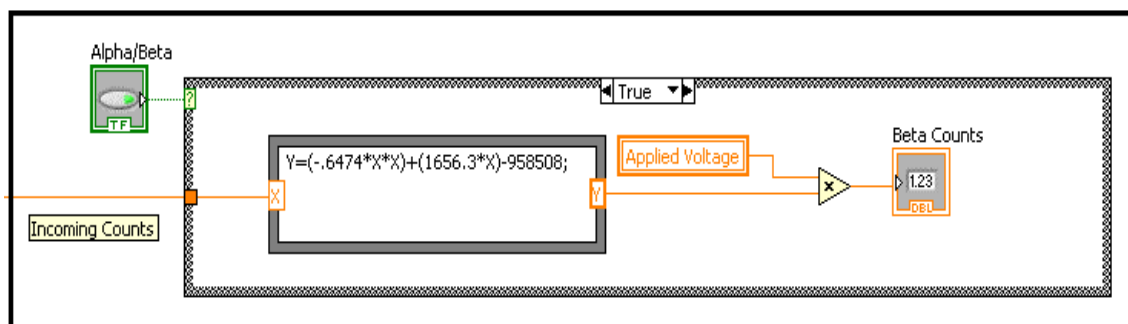 Alpha/Beta
TF
?
True
Y=(-.6474*X*X)+(1656.3*X)-958508;
X
Y
Applied Voltage
x
Beta Counts
1.23
DBL
Incoming Counts